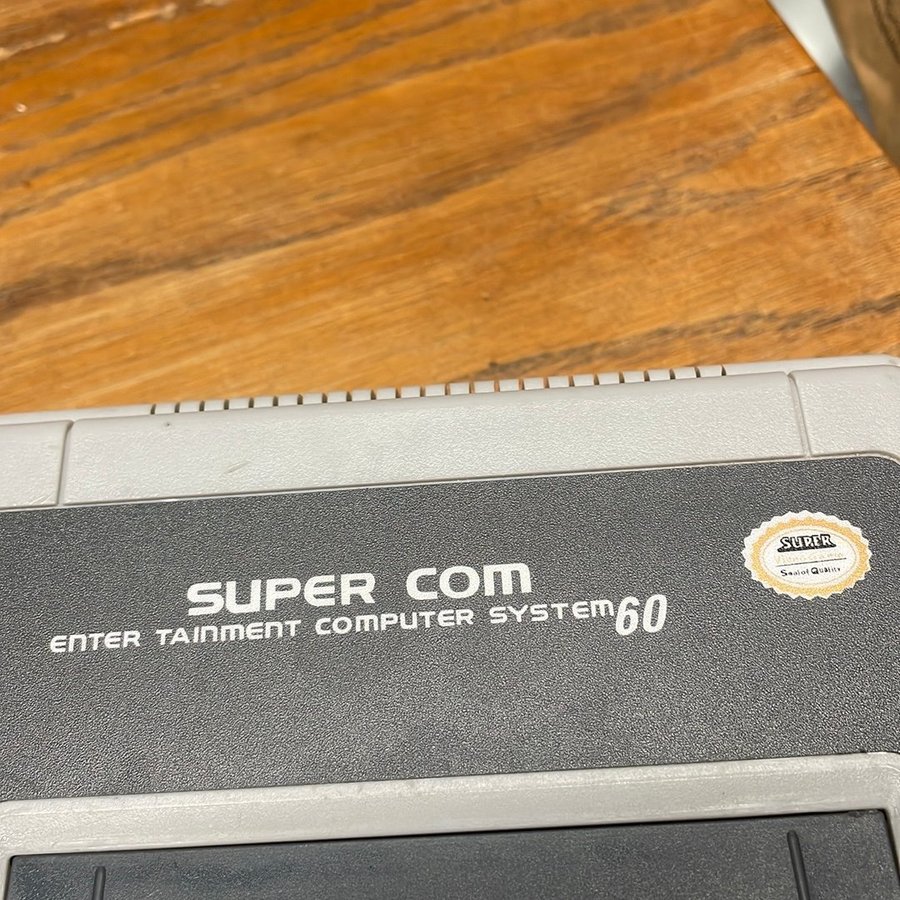 SUPER COM
ENTER TAINMENT COMPUTER SYSTEM 60
SUPER
Seal of Quality